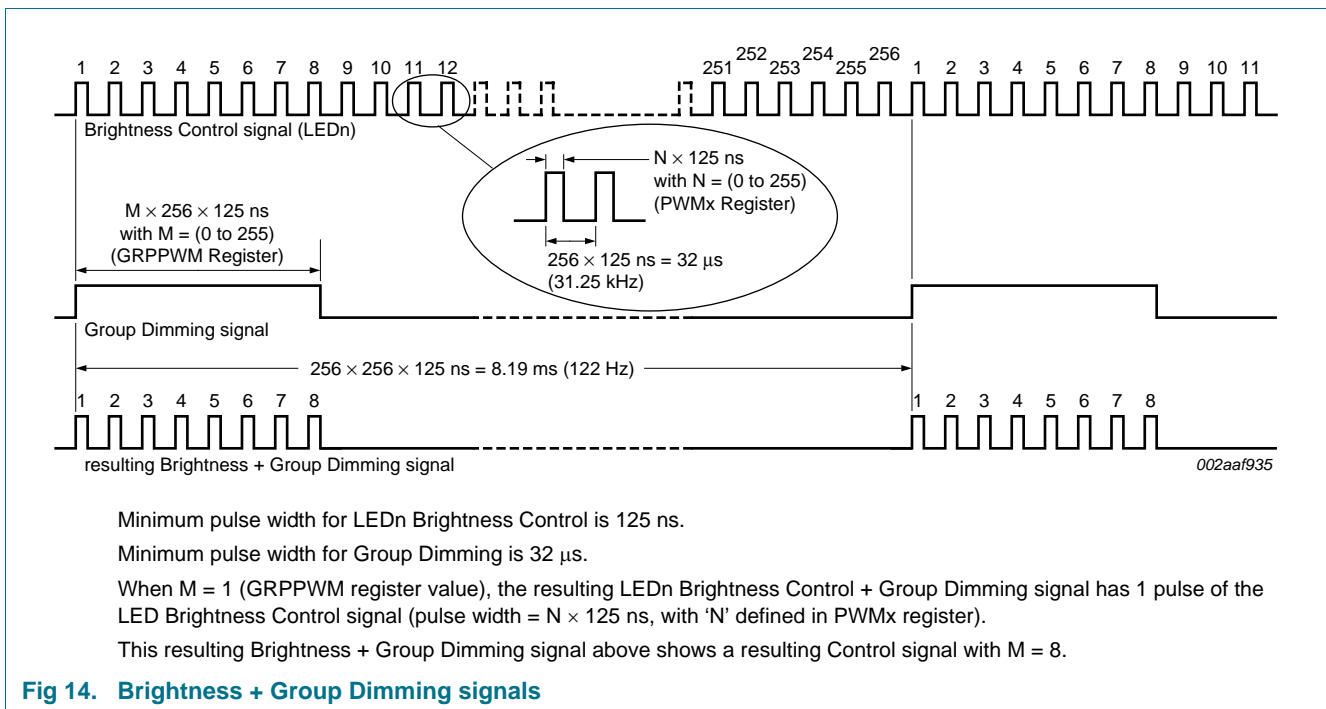 1 2 3 4 5 6 7 8 9 10 11 12 251 252 253 254 255 256 1 2 3 4 5 6 7 8 9 10 11
Brightness Control signal (LEDn)
N × 125 ns
with N = (0 to 255)
(PWMx Register)
256 × 125 ns = 32 μs
(31.25 kHz)
M × 256 × 125 ns
with M = (0 to 255)
(GRPPWM Register)
Group Dimming signal
256 × 256 × 125 ns = 8.19 ms (122 Hz)
1 2 3 4 5 6 7 8 1 2 3 4 5 6 7 8
resulting Brightness + Group Dimming signal
002aaf935
Minimum pulse width for LEDn Brightness Control is 125 ns.
Minimum pulse width for Group Dimming is 32 μs.
When M = 1 (GRPPWM register value), the resulting LEDn Brightness Control + Group Dimming signal has 1 pulse of the
LED Brightness Control signal (pulse width = N × 125 ns, with ‘N’ defined in PWMx register).
This resulting Brightness + Group Dimming signal above shows a resulting Control signal with M = 8.
Fig 14. Brightness + Group Dimming signals